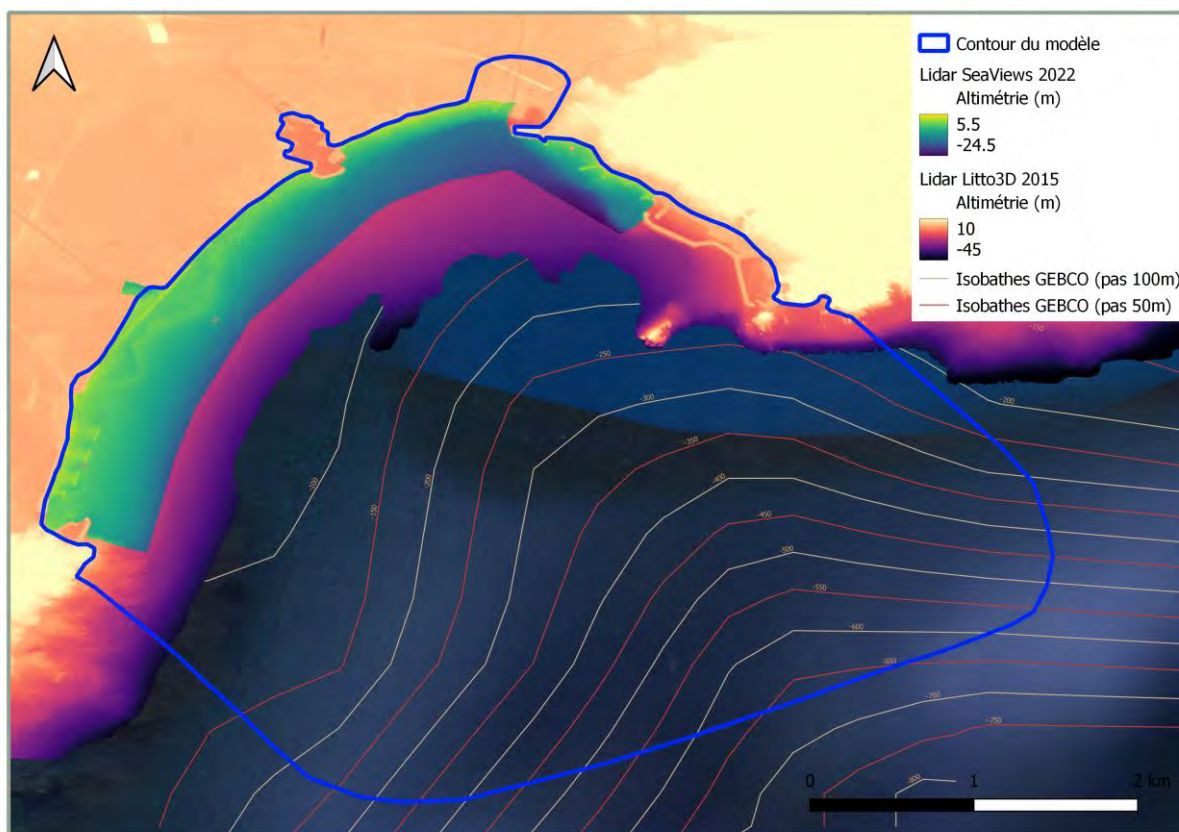 Contour du modèle
Lidar SeaViews 2022
Altimétrie (m)
5.5
-24.5
Lidar Litto3D 2015
Altimétrie (m)
10
-45
Isobathes GEBCO (pas 100m)
Isobathes GEBCO (pas 50m)
-150
-200
-250
-300
-350
-400
-100
-150
-200
-450
-500
-550
-600
-650
-700
-750
-800
0 1 2 km